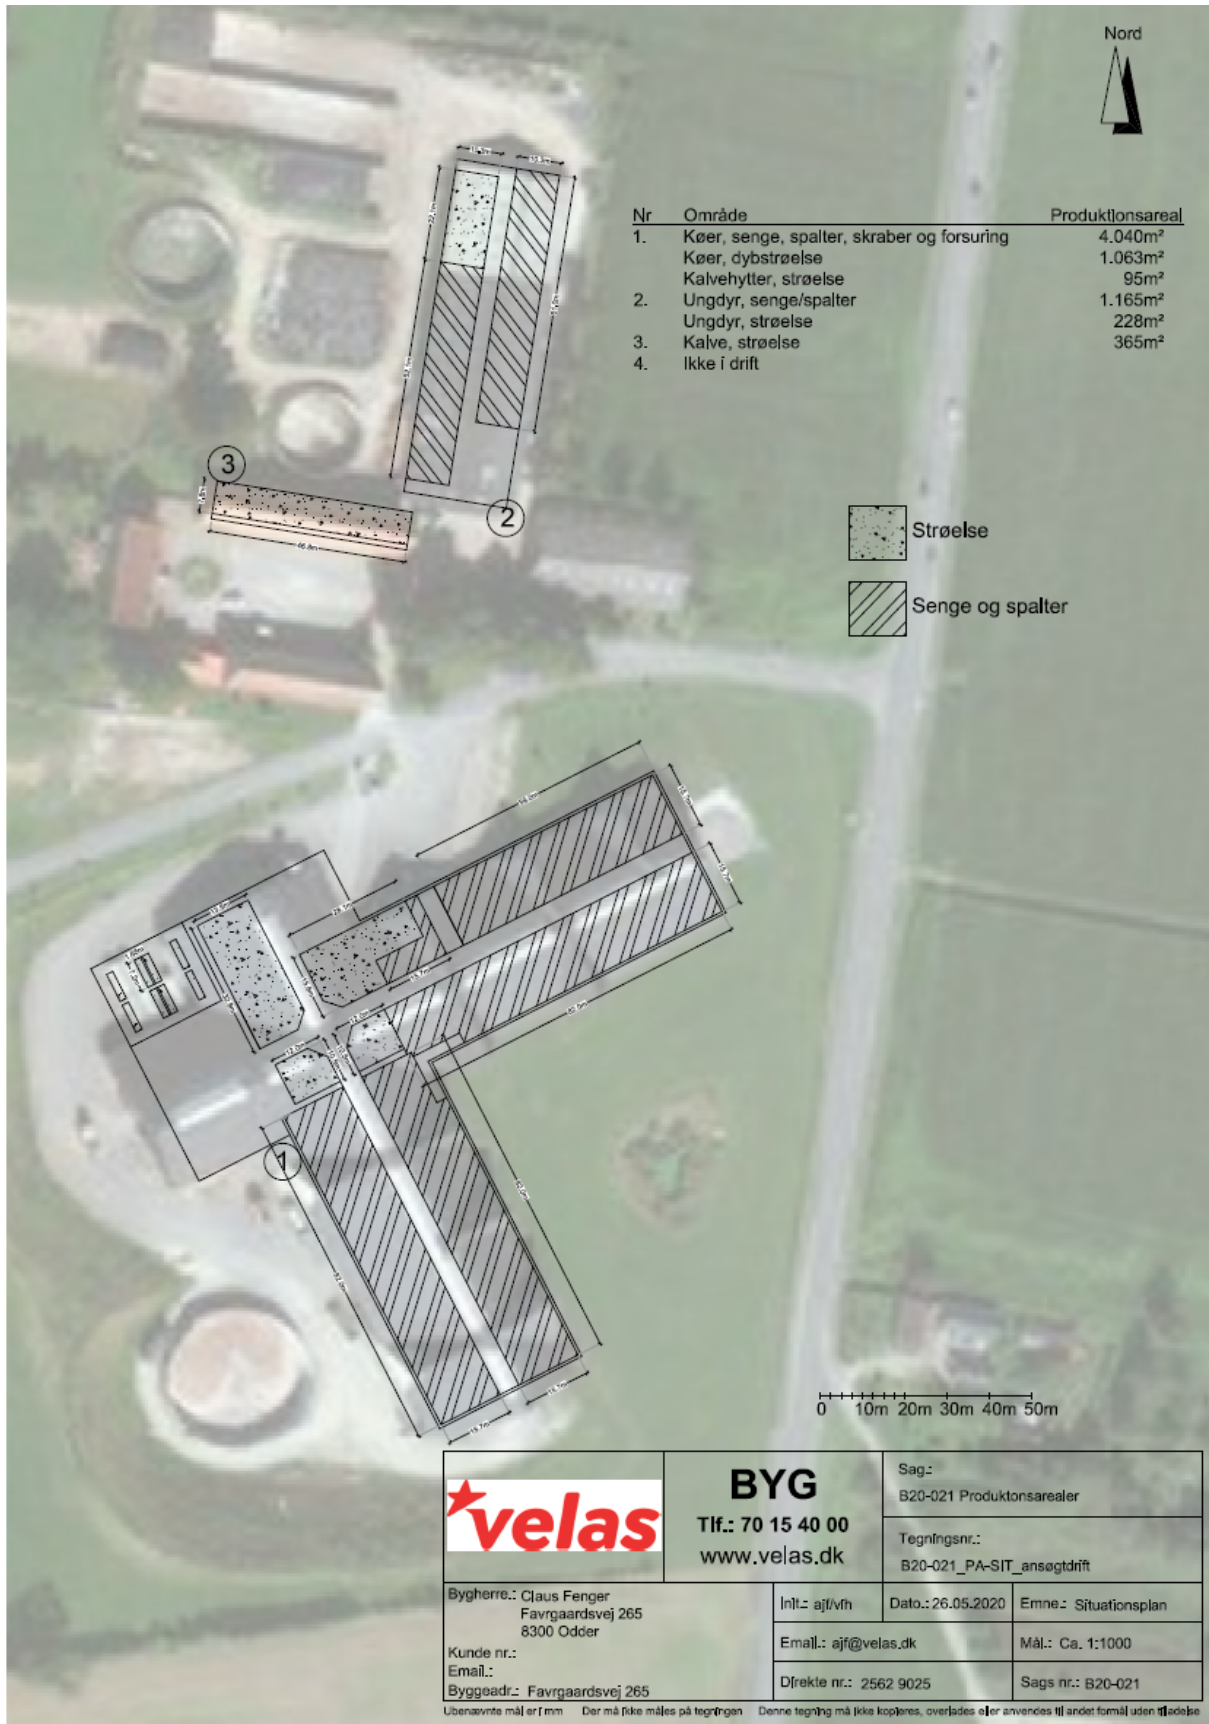 Nord
Nr Område Produktionsareal
1. Køer, senge, spalter, skraber og forsuring 4.040m²
Køer, dybstrøelse 1.063m²
Kalvehytter, strøelse 95m²
2. Ungdyr, senge/spalter 1.165m²
Ungdyr, strøelse 228m²
3. Kalve, strøelse 365m²
4. Ikke i drift
3
2
46.8m
Strøelse
Senge og spalter
1
0 10m 20m 30m 40m 50m
velas
BYG
Tlf.: 70 15 40 00
www.velas.dk
Sag.:
B20-021 Produktonsarealer
Tegningsnr.:
B20-021_PA-SIT_ansøgtdrift
Bygherre.: Claus Fenger
Favrgaardsvej 265
8300 Odder
Kunde nr.:
Email.:
Byggeadr.: Favrgaardsvej 265
Init.: ajf/vfh
Dato.: 26.05.2020
Emne.: Situationsplan
Email.: ajf@velas.dk
Mål.: Ca. 1:1000
Direkte nr.: 2562 9025
Sags nr.: B20-021
Ubenævnte mål er i mm Der må ikke måles på tegningen Denne tegning må ikke kopieres, overlades eller anvendes til andet formål uden tilladelse